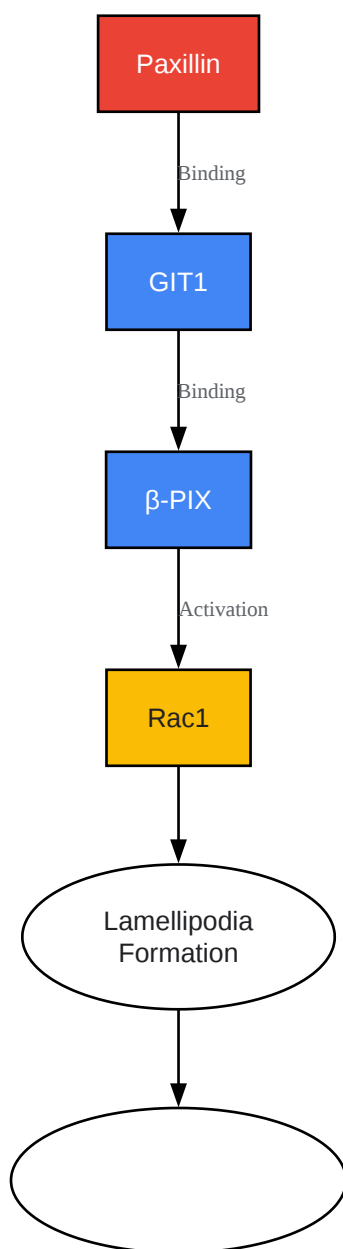 Paxillin
Binding
GIT1
Binding
β-PIX
Activation
Rac1
Lamellipodia
Formation